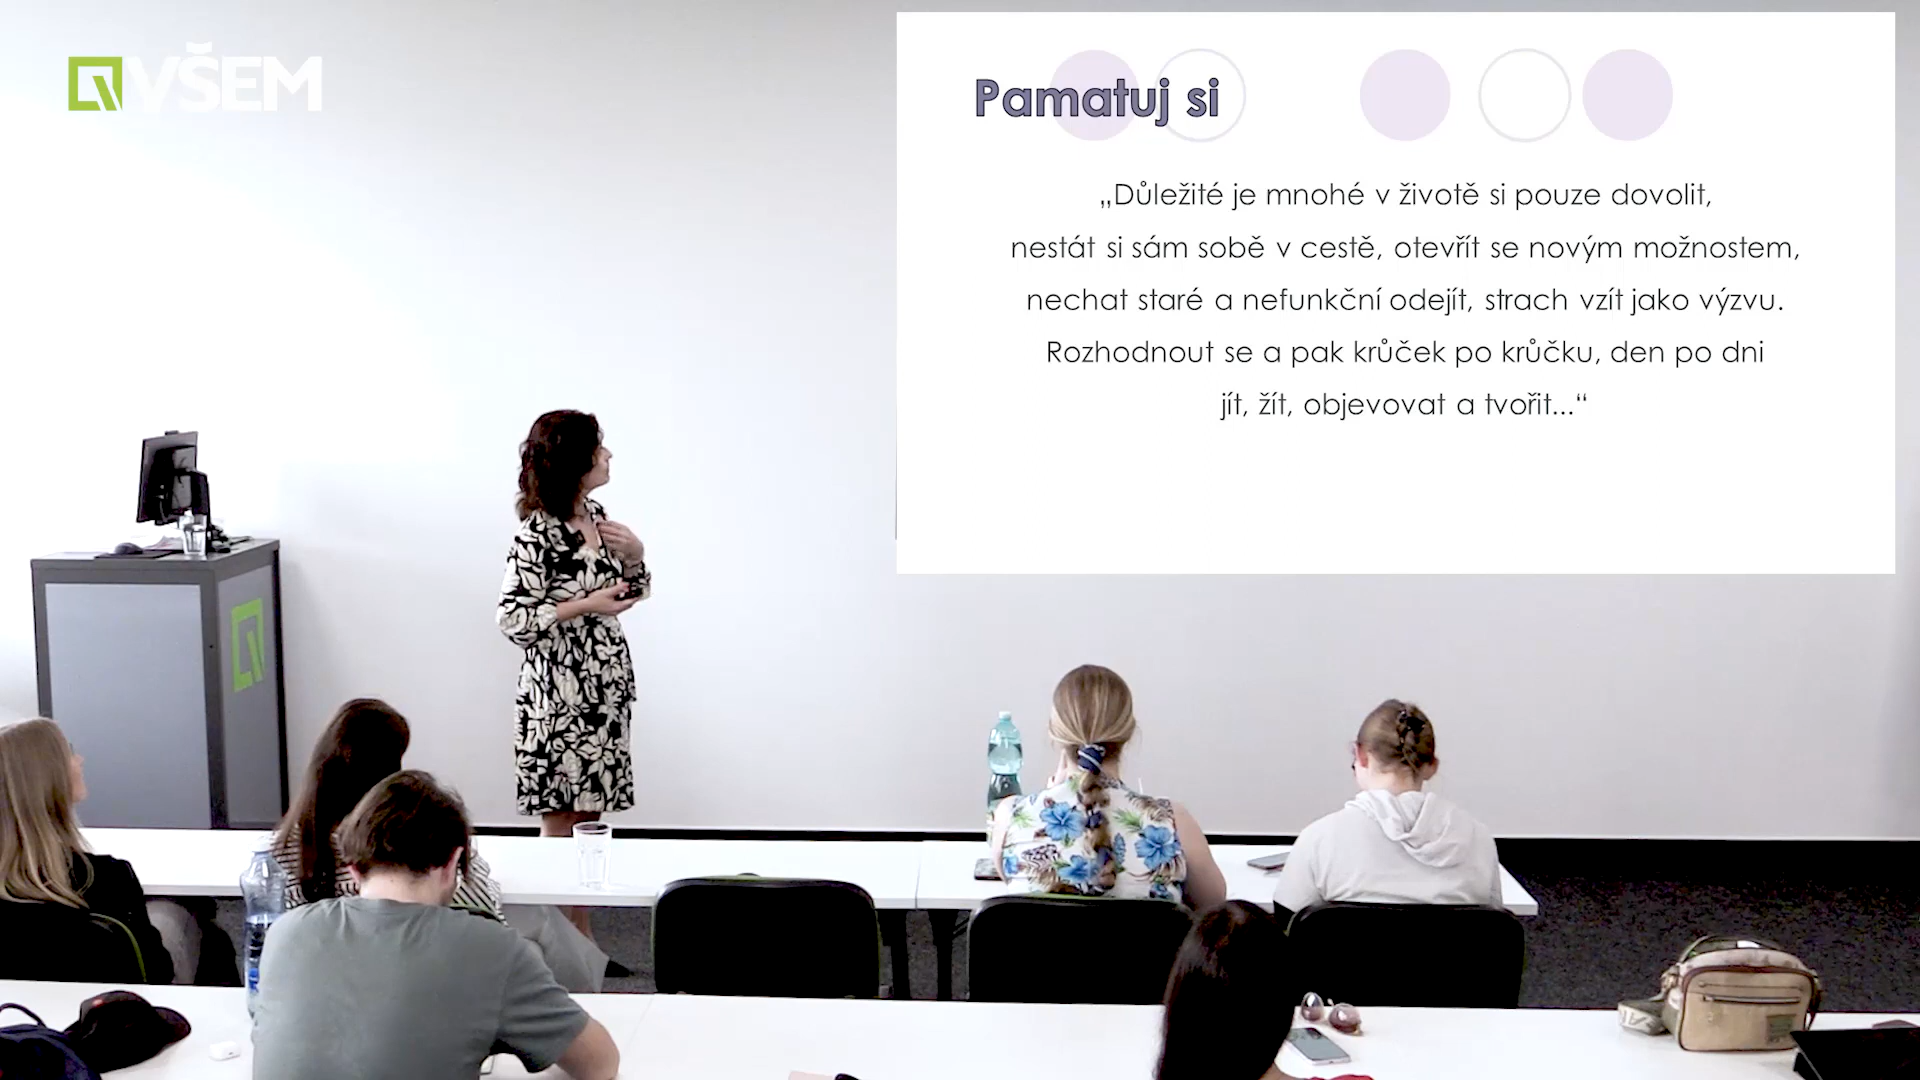 VŠEM
Pamatuj si
„Důležité je mnohé v životě si pouze dovolit,
nestát si sám sobě v cestě, otevřít se novým možnostem,
nechat staré a nefunkční odejít, strach vzít jako výzvu.
Rozhodnout se a pak krůček po krůčku, den po dni
jít, žít, objevovat a tvořit...“